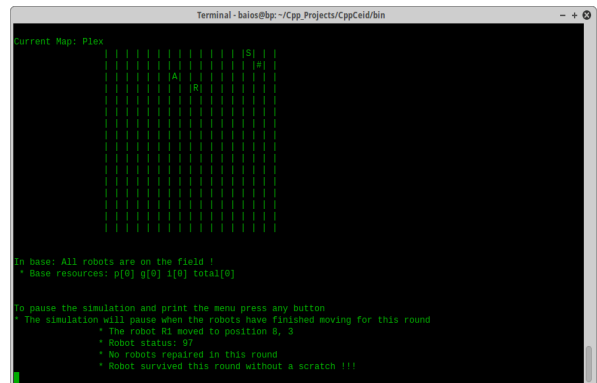 Terminal - baios@bp: ~/Cpp_Projects/CppCeid/bin
Current Map: Plex
| | | | | | | | | | | | | |S| | |
| | | | | | | | | | | | | | |#| |
| | | | | | |A| | | | | | | | | |
| | | | | | | | |R| | | | | | | |
| | | | | | | | | | | | | | | | |
| | | | | | | | | | | | | | | | |
| | | | | | | | | | | | | | | | |
| | | | | | | | | | | | | | | | |
| | | | | | | | | | | | | | | | |
| | | | | | | | | | | | | | | | |
| | | | | | | | | | | | | | | | |
| | | | | | | | | | | | | | | | |
| | | | | | | | | | | | | | | | |
| | | | | | | | | | | | | | | | |
| | | | | | | | | | | | | | | | |
| | | | | | | | | | | | | | | | |
In base: All robots are on the field !
* Base resources: p[0] g[0] i[0] total[0]
To pause the simulation and print the menu press any button
* The simulation will pause when the robots have finished moving for this round
* The robot R1 moved to position 8, 3
* Robot status: 97
* No robots repaired in this round
* Robot survived this round without a scratch !!!